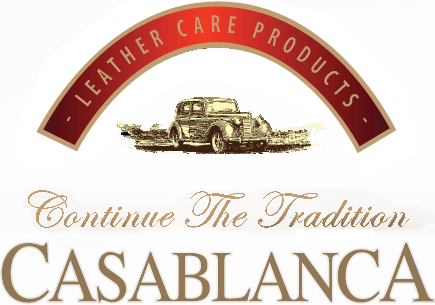 - LEATHER CARE PRODUCTS -
Continue The Tradition
CASABLANCA